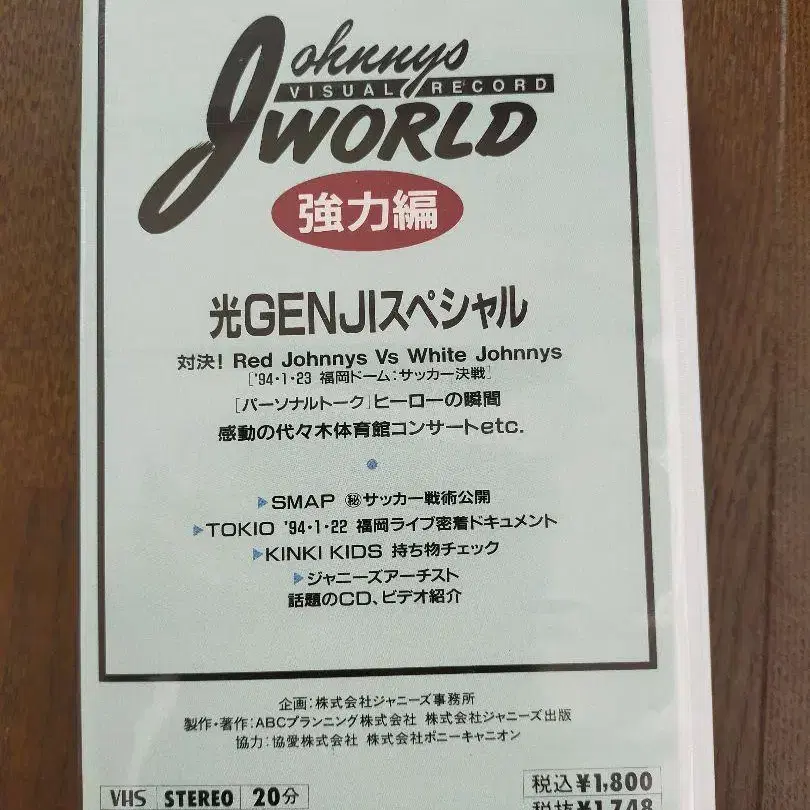 Johnnys
VISUAL RECORD
WORLD
強力編
光GENJIスペシャル
対決! Red Johnnys Vs White Johnnys
['94・1・23 福岡ドーム:サッカー決戦]
[パーソナルトーク]ヒーローの瞬間
感動の代々木体育館コンサートetc.
▶SMAP ㊙サッカー戦術公開
▶TOKIO '94・1・22 福岡ライブ密着ドキュメント
▶KINKI KIDS 持ち物チェック
▶ジャニーズアーチスト
話題のCD、ビデオ紹介
企画:株式会社ジャニーズ事務所
製作・著作:ABCプランニング株式会社 株式会社ジャニーズ出版
協力:協愛株式会社 株式会社ポニーキャニオン
VHS STEREO 20分
税込¥1,800
税抜¥1,748